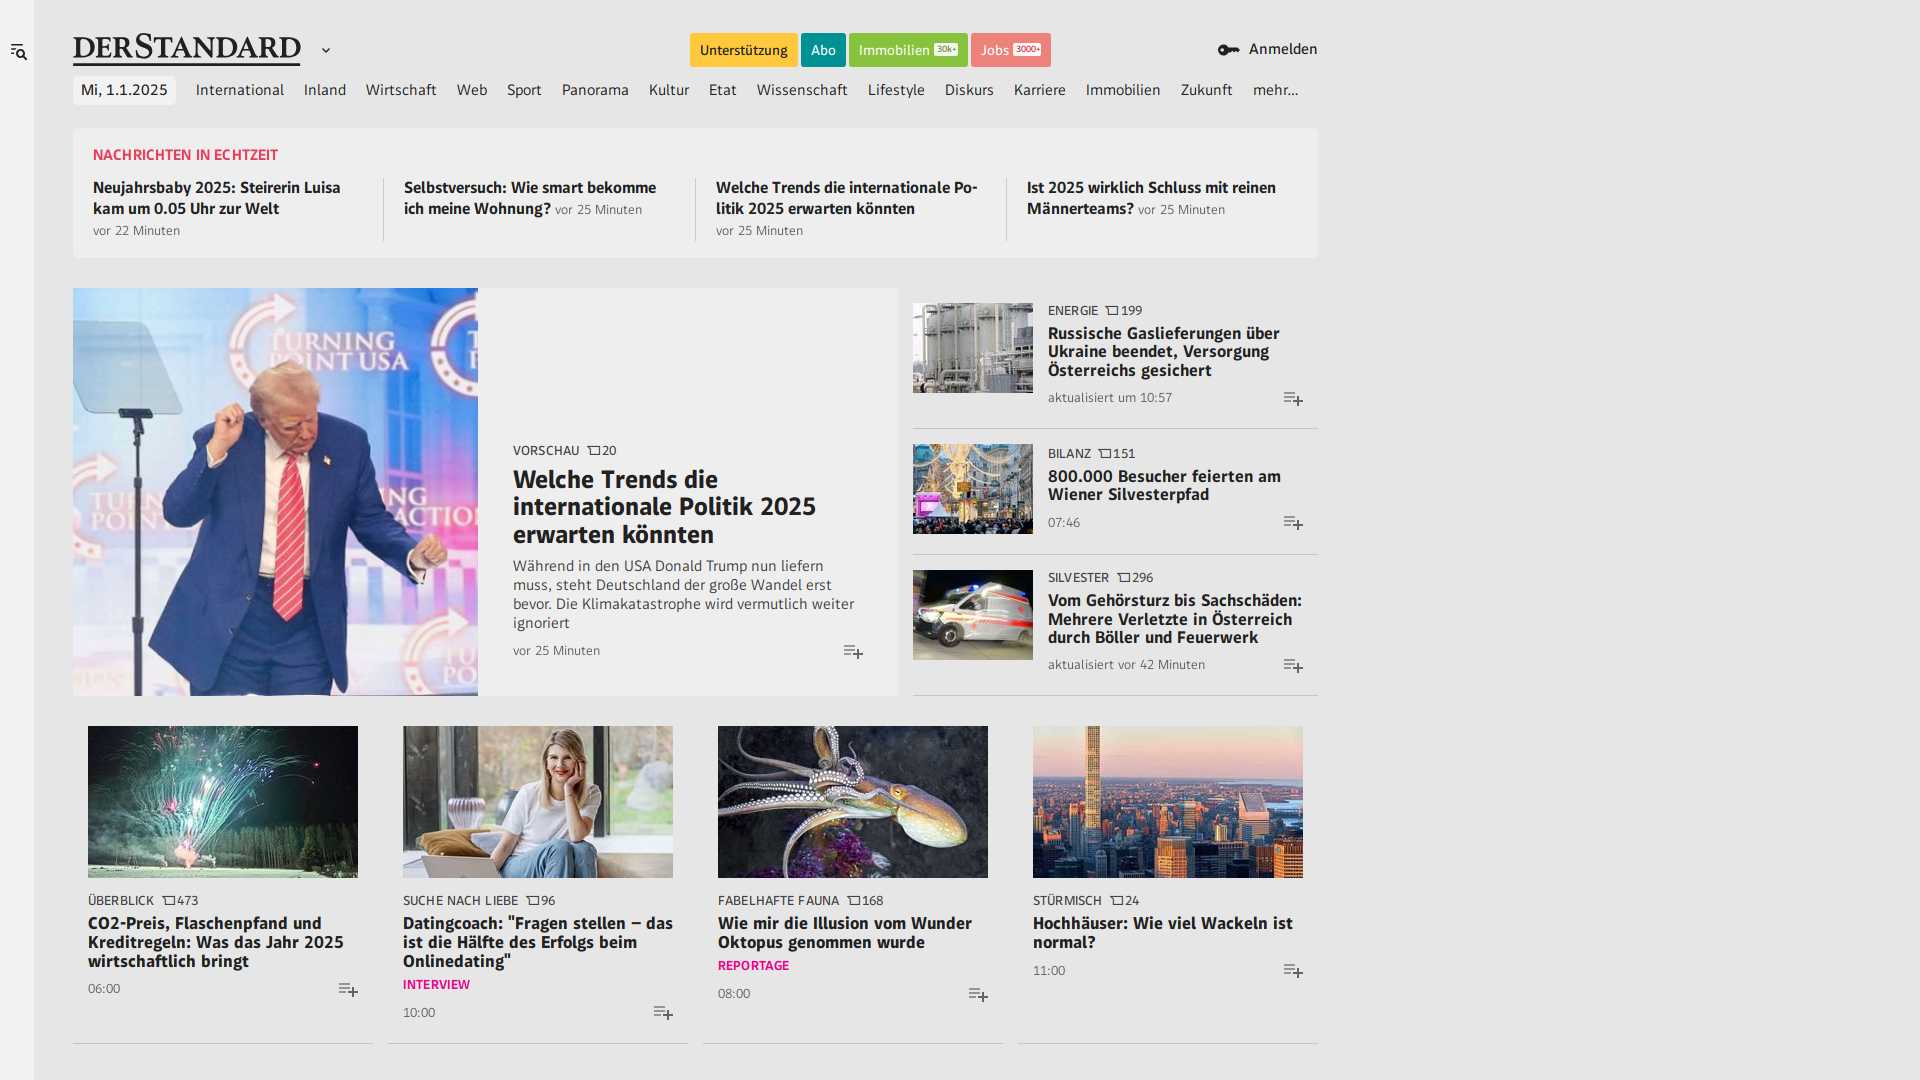 DERSTANDARD
Unterstützung
Abo
Immobilien 30k+
Jobs 3000+
Anmelden
Mi, 1.1.2025
International
Inland
Wirtschaft
Web
Sport
Panorama
Kultur
Etat
Wissenschaft
Lifestyle
Diskurs
Karriere
Immobilien
Zukunft
mehr…
NACHRICHTEN IN ECHTZEIT
Neujahrsbaby 2025: Steirerin Luisa
kam um 0.05 Uhr zur Welt
vor 22 Minuten
Selbstversuch: Wie smart bekomme
ich meine Wohnung? vor 25 Minuten
Welche Trends die internationale Po-
litik 2025 erwarten könnten
vor 25 Minuten
Ist 2025 wirklich Schluss mit reinen
Männerteams? vor 25 Minuten
TURNING
POINT USA
VORSCHAU 20
Welche Trends die
internationale Politik 2025
erwarten könnten
Während in den USA Donald Trump nun liefern
muss, steht Deutschland der große Wandel erst
bevor. Die Klimakatastrophe wird vermutlich weiter
ignoriert
vor 25 Minuten
ENERGIE 199
Russische Gaslieferungen über
Ukraine beendet, Versorgung
Österreichs gesichert
aktualisiert um 10:57
BILANZ 151
800.000 Besucher feierten am
Wiener Silvesterpfad
07:46
SILVESTER 296
Vom Gehörsturz bis Sachschäden:
Mehrere Verletzte in Österreich
durch Böller und Feuerwerk
aktualisiert vor 42 Minuten
ÜBERBLICK 473
CO2-Preis, Flaschenpfand und
Kreditregeln: Was das Jahr 2025
wirtschaftlich bringt
06:00
SUCHE NACH LIEBE 96
Datingcoach: "Fragen stellen – das
ist die Hälfte des Erfolgs beim
Onlinedating"
INTERVIEW
10:00
FABELHAFTE FAUNA 168
Wie mir die Illusion vom Wunder
Oktopus genommen wurde
REPORTAGE
08:00
STÜRMISCH 24
Hochhäuser: Wie viel Wackeln ist
normal?
11:00